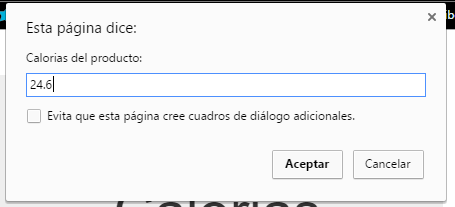 Esta página dice:
Calorias del producto:
24.6
Evita que esta página cree cuadros de diálogo adicionales.
Aceptar Cancelar